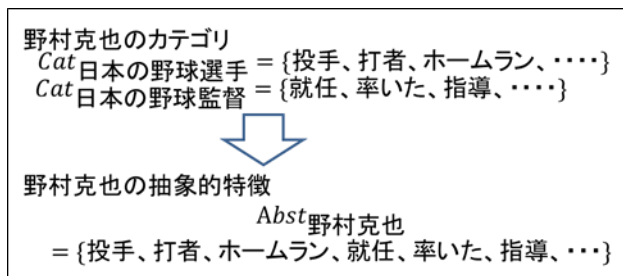 野村克也のカテゴリ
Cat日本の野球選手 = {投手、打者、ホームラン、････}
Cat日本の野球監督 = {就任、率いた、指導、････}
野村克也の抽象的特徴
Abst野村克也
= {投手、打者、ホームラン、就任、率いた、指導、･･･}